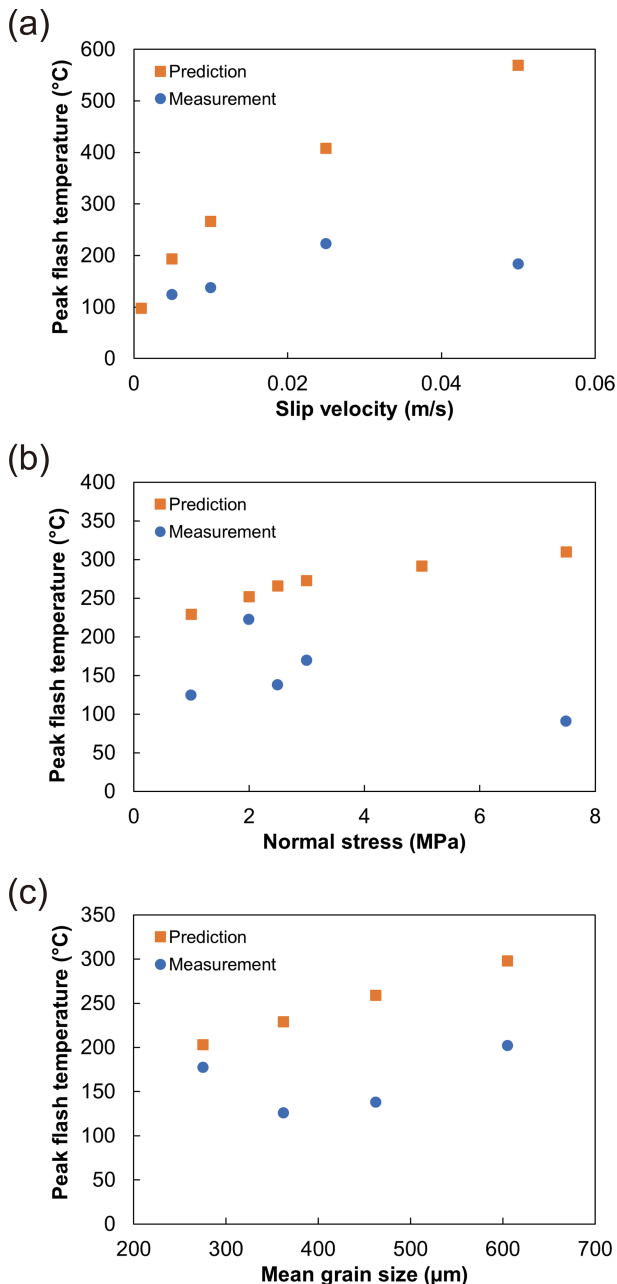 (a)
600
500
400
300
200
100
0
Prediction
Measurement
Peak flash temperature (°C)
0
0.02
0.04
0.06
Slip velocity (m/s)
(b)
400
350
300
250
200
150
100
50
0
Prediction
Measurement
Peak flash temperature (°C)
0
2
4
6
8
Normal stress (MPa)
(c)
350
300
250
200
150
100
50
0
Prediction
Measurement
Peak flash temperature (°C)
200
300
400
500
600
700
Mean grain size (μm)